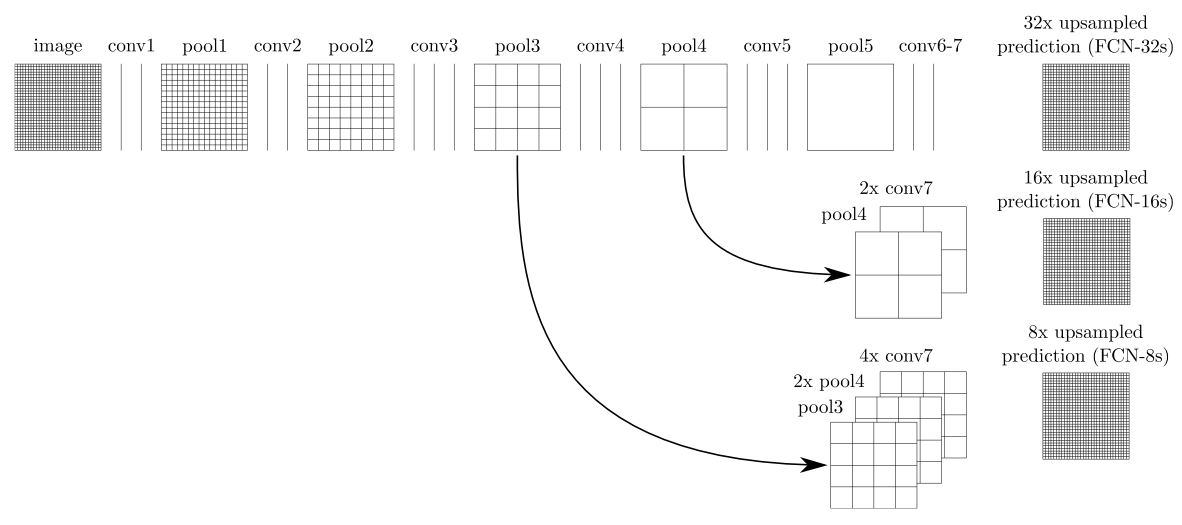 image
conv1
pool1
conv2
pool2
conv3
pool3
conv4
pool4
conv5
pool5
conv6-7
32x upsampled
prediction (FCN-32s)
2x conv7
pool4
16x upsampled
prediction (FCN-16s)
4x conv7
2x pool4
pool3
8x upsampled
prediction (FCN-8s)